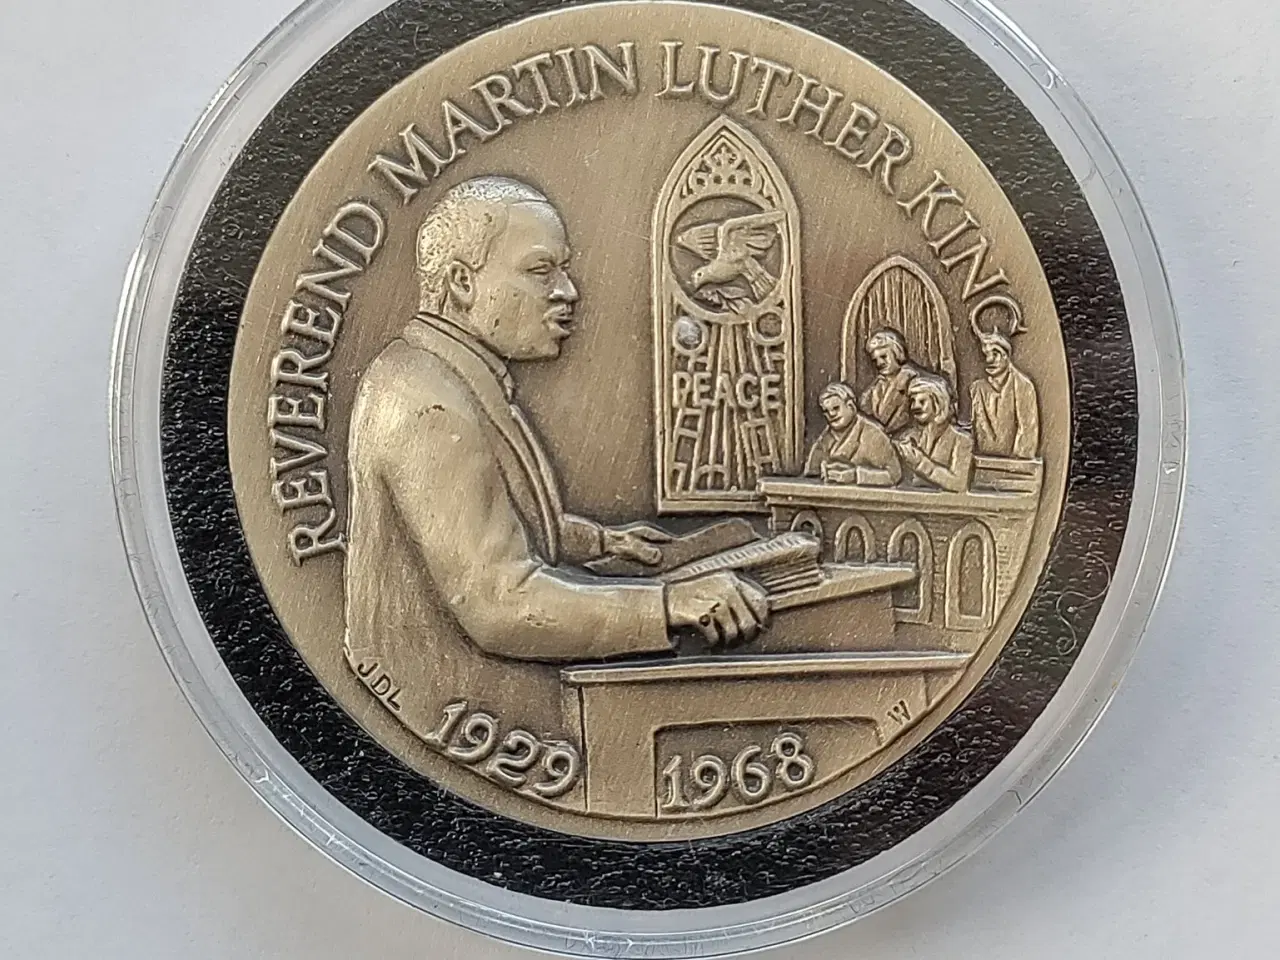 REVEREND MARTIN LUTHER KING
PEACE
JDL
W
1929 1968